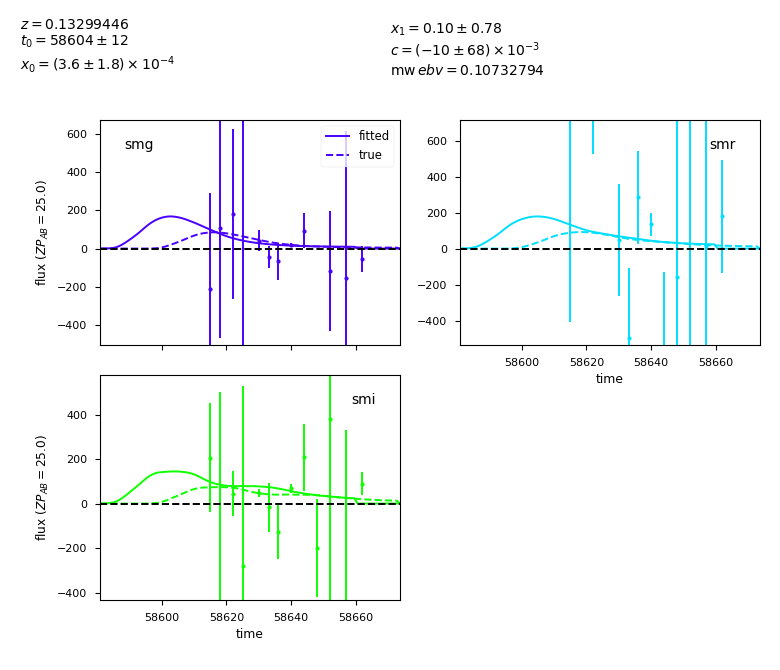 z = 0.13299446
t₀ = 58604 ± 12
x₀ = (3.6 ± 1.8) × 10⁻⁴
x₁ = 0.10 ± 0.78
c = (−10 ± 68) × 10⁻³
mw ebv = 0.10732794
smg
fitted
true
600
400
200
0
−200
−400
flux (ZP_AB = 25.0)
smr
600
400
200
0
−200
−400
58600 58620 58640 58660
time
smi
400
200
0
−200
−400
flux (ZP_AB = 25.0)
58600 58620 58640 58660
time